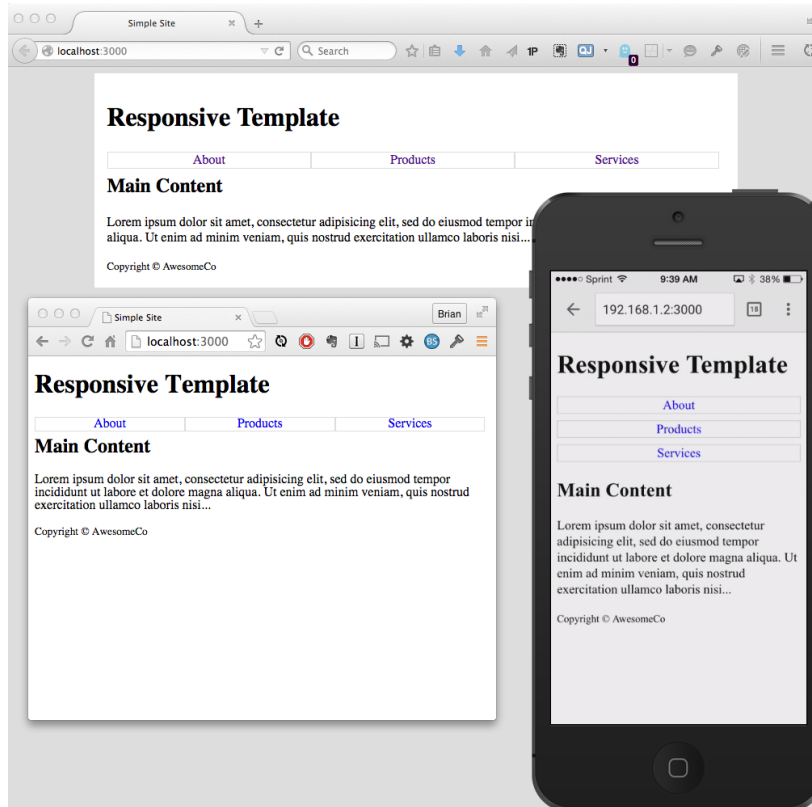 Simple Site
localhost:3000
Search
1P
0
Responsive Template
About
Products
Services
Main Content
Lorem ipsum dolor sit amet, consectetur adipisicing elit, sed do eiusmod tempor
aliqua. Ut enim ad minim veniam, quis nostrud exercitation ullamco laboris nisi...
Copyright © AwesomeCo
Simple Site
Brian
localhost:3000
I
BS
Responsive Template
About
Products
Services
Main Content
Lorem ipsum dolor sit amet, consectetur adipisicing elit, sed do eiusmod tempor
incididunt ut labore et dolore magna aliqua. Ut enim ad minim veniam, quis nostrud
exercitation ullamco laboris nisi...
Copyright © AwesomeCo
Sprint 9:39 AM 38%
192.168.1.2:3000
18
Responsive Template
About
Products
Services
Main Content
Lorem ipsum dolor sit amet, consectetur
adipisicing elit, sed do eiusmod tempor
incididunt ut labore et dolore magna aliqua. Ut
enim ad minim veniam, quis nostrud
exercitation ullamco laboris nisi...
Copyright © AwesomeCo